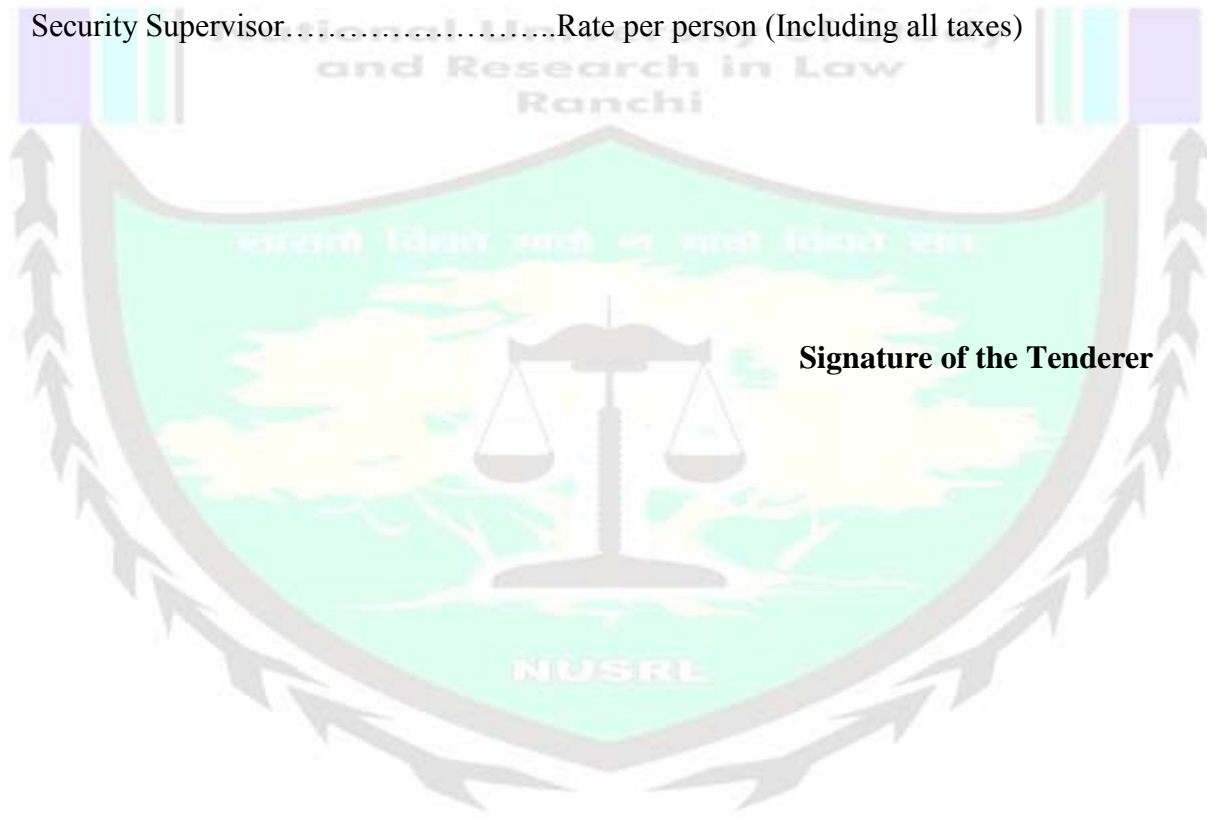 Security Supervisor…………………….Rate per person (Including all taxes)
and Research in Law
Ranchi
Signature of the Tenderer
NUSRL